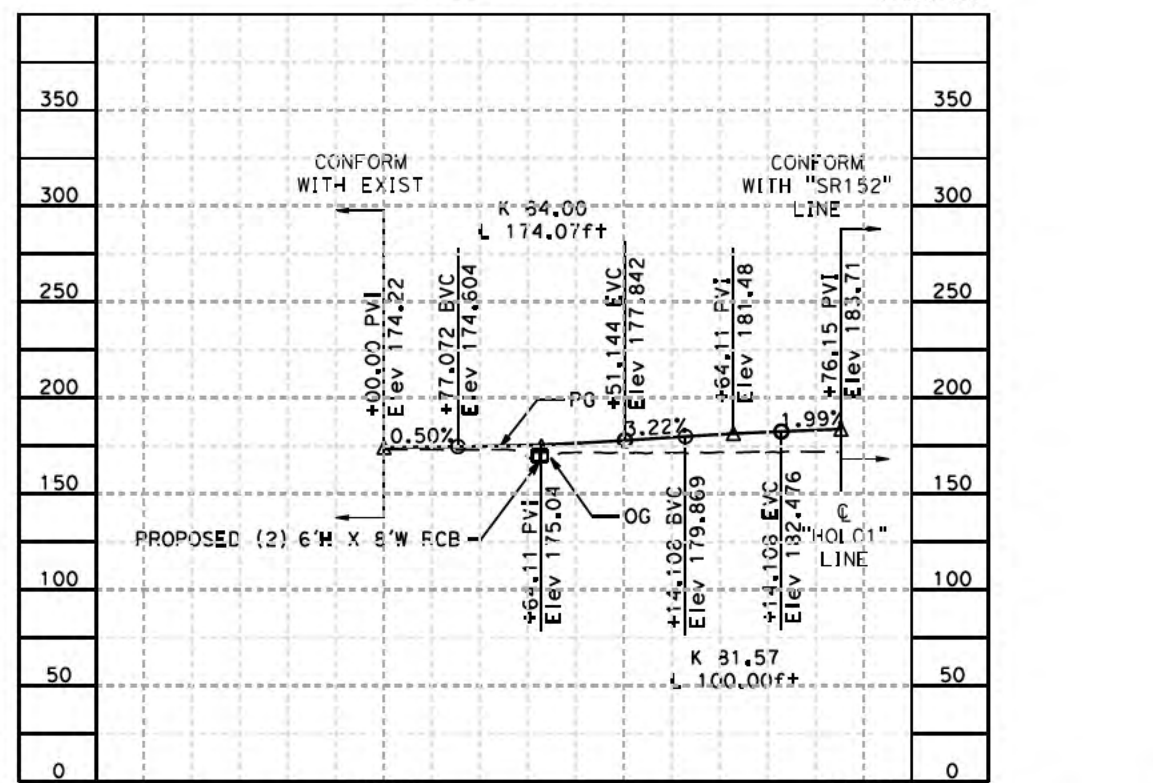 350
350
CONFORM
WITH EXIST
CONFORM
WITH "SR152"
LINE
300
300
K 64.00
L 174.07ft
250
250
+00.00 PVI
Elev 174.22
+77.072 BVC
Elev 174.604
+51.144 EVC
Elev 177.842
+64.11 PVI
Elev 181.48
+76.15 PVI
Elev 183.71
200
200
PG
0.50%
3.22%
1.99%
150
150
OG
PROPOSED (2) 6'H X 8'W RCB
+64.11 PVI
Elev 175.04
+14.108 BVC
Elev 179.869
+14.108 EVC
Elev 182.476
℄
"HOL01"
LINE
100
100
K 81.57
L 100.00ft
50
50
0
0